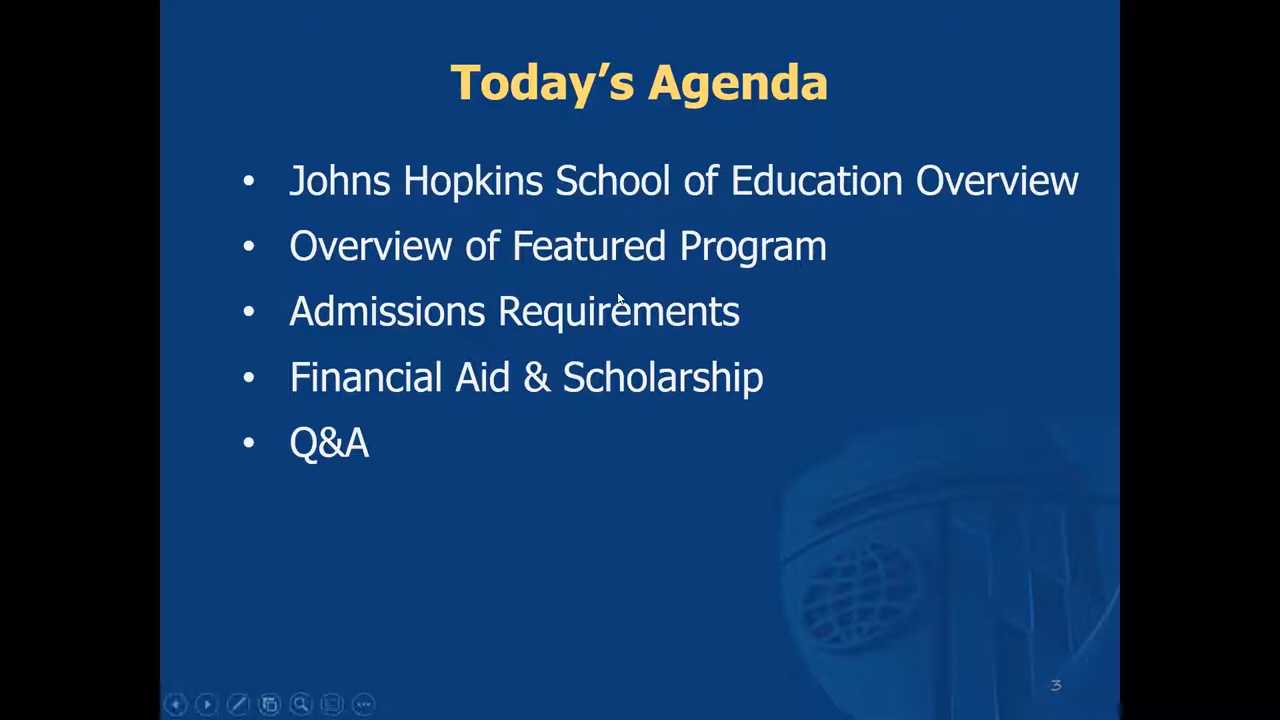 Today’s Agenda
• Johns Hopkins School of Education Overview
• Overview of Featured Program
• Admissions Requirements
• Financial Aid & Scholarship
• Q&A
3